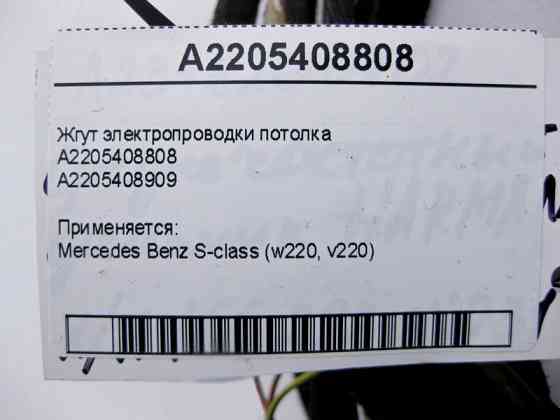 A2205408808
Жгут электропроводки потолка
A2205408808
A2205408909
Применяется:
Mercedes Benz S-class (w220, v220)